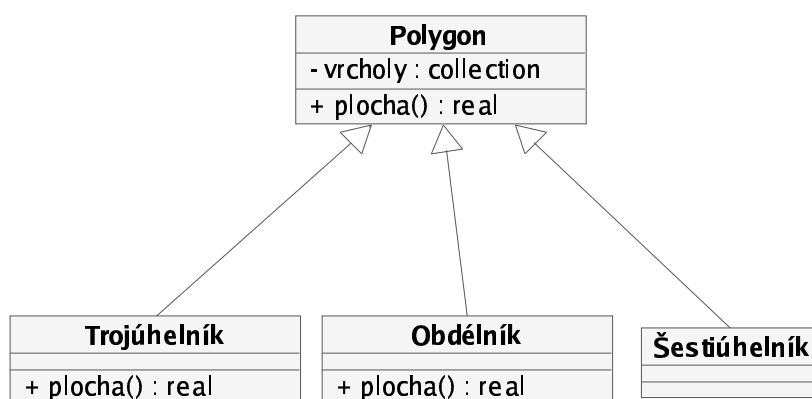 Polygon
- vrcholy : collection
+ plocha() : real
Trojúhelník
+ plocha() : real
Obdélník
+ plocha() : real
Šestiúhelník